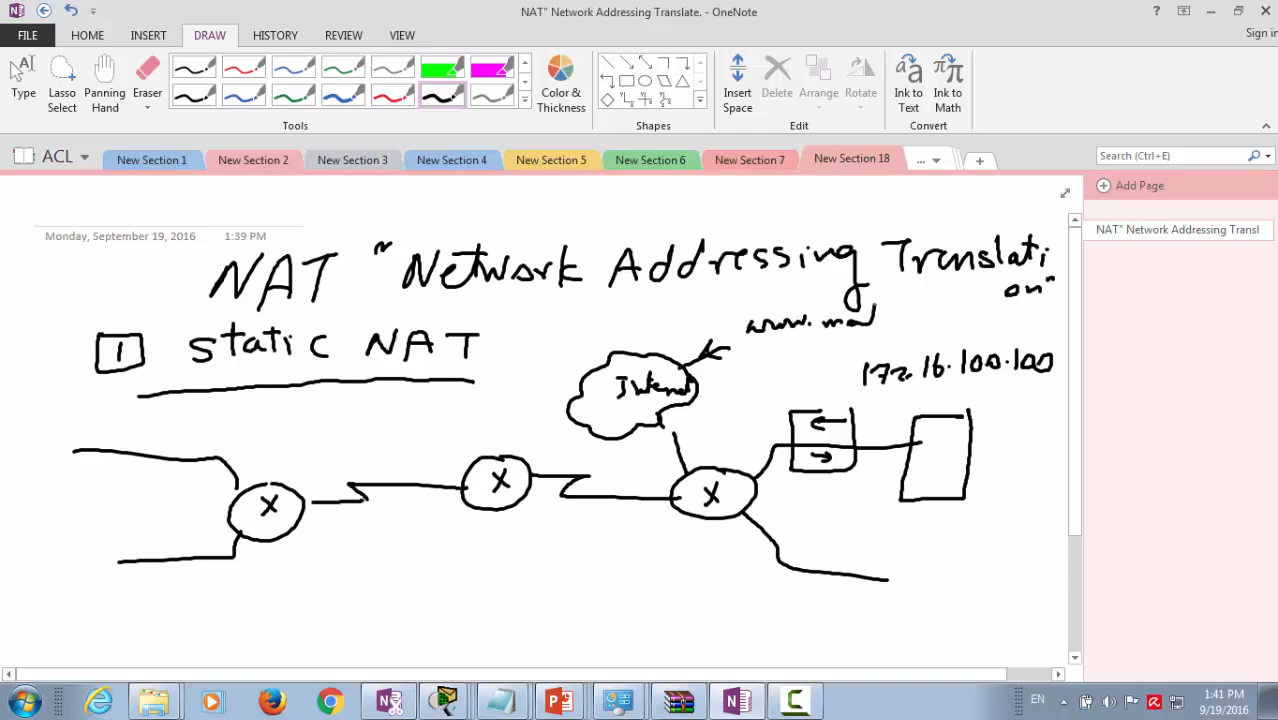 NAT" Network Addressing Translate. - OneNote
FILE HOME INSERT DRAW HISTORY REVIEW VIEW
Sign in
Type
Lasso Select
Panning Hand
Eraser
Color & Thickness
Insert Space
Delete
Arrange
Rotate
Ink to Text
Ink to Math
Tools
Shapes
Edit
Convert
ACL
New Section 1 New Section 2 New Section 3 New Section 4 New Section 5 New Section 6 New Section 7 New Section 18 ...
Search (Ctrl+E)
Add Page
NAT" Network Addressing Transl
Monday, September 19, 2016 1:39 PM
NAT "Network Addressing Translati
on"
1 static NAT
www.
172.16.100.100
X X X
EN
1:41 PM
9/19/2016